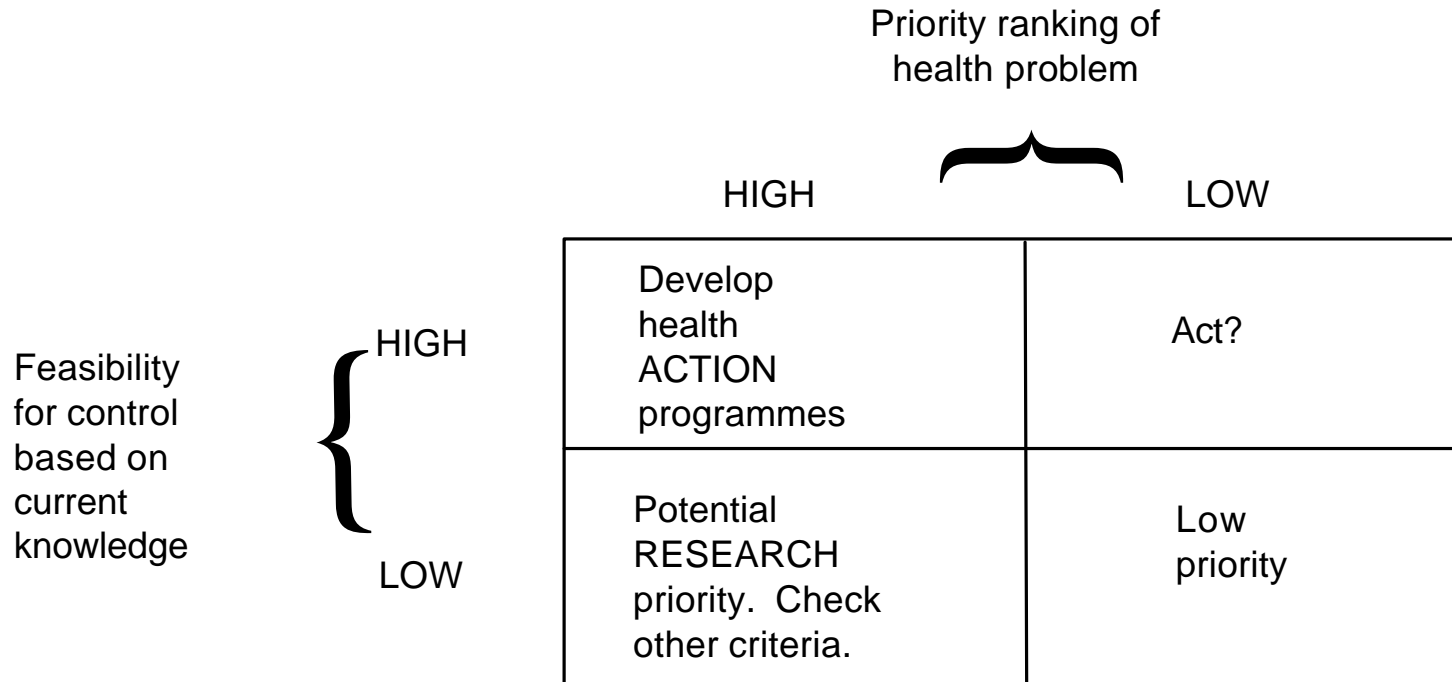 Priority ranking of
health problem
HIGH
LOW
Feasibility
for control
based on
current
knowledge
HIGH
Develop
health
ACTION
programmes
Act?
LOW
Potential
RESEARCH
priority. Check
other criteria.
Low
priority